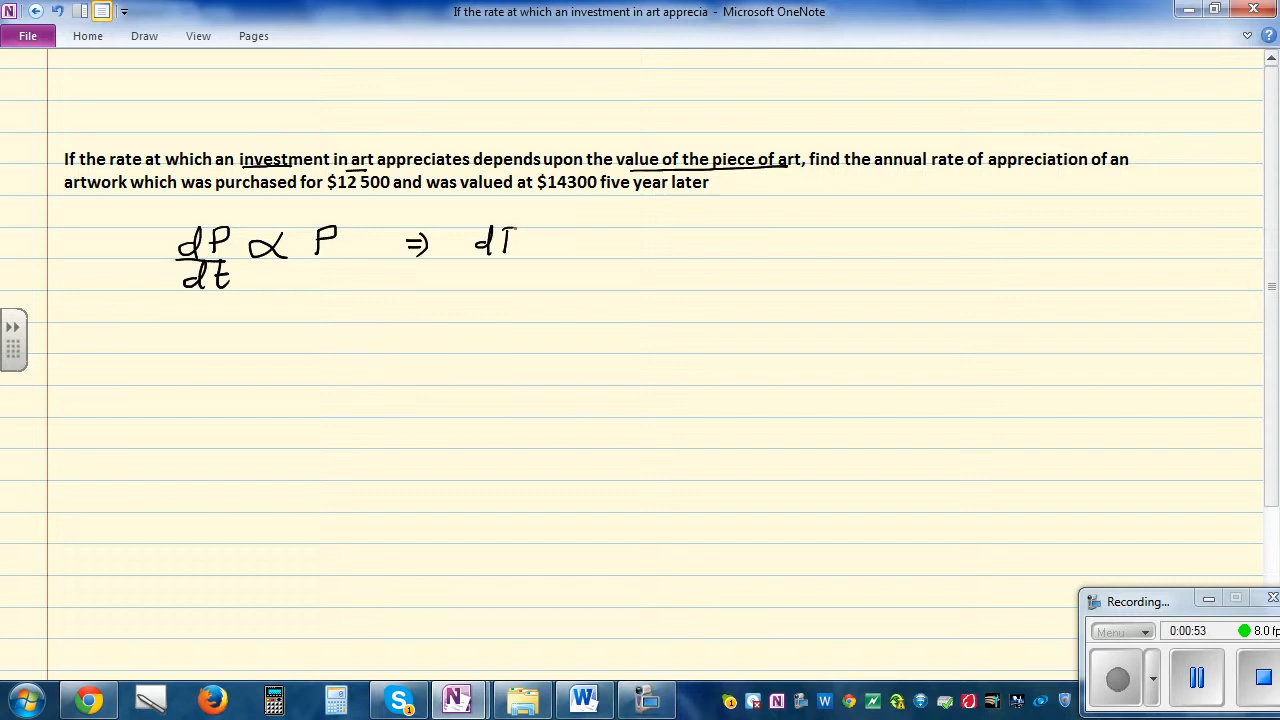 If the rate at which an investment in art apprecia - Microsoft OneNote
File Home Draw View Pages
If the rate at which an investment in art appreciates depends upon the value of the piece of art, find the annual rate of appreciation of an
artwork which was purchased for $12 500 and was valued at $14300 five year later
dP/dt ∝ P ⇒ d
Recording...
Menu 0:00:53 8.0 fp